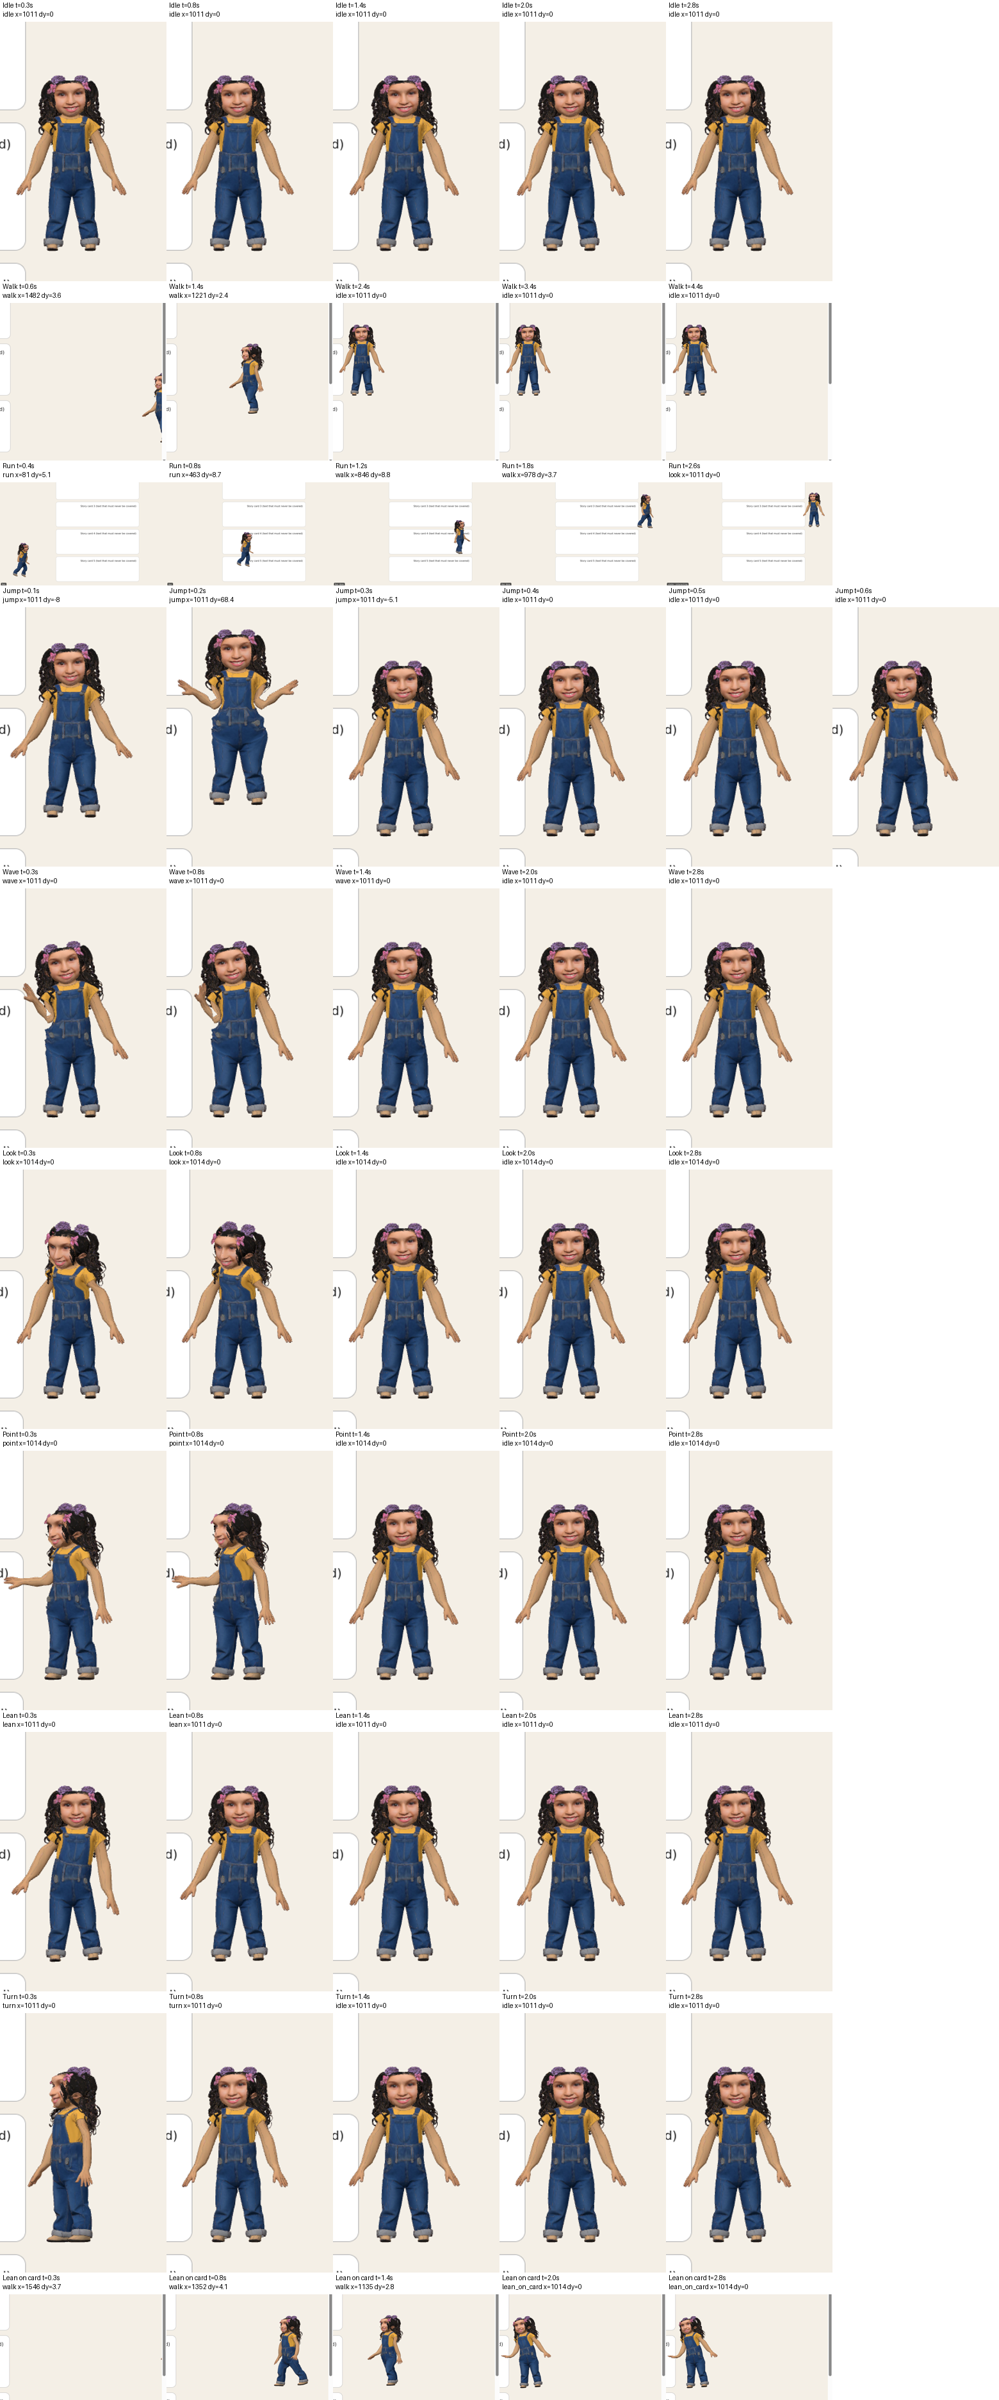 Idle t=0.3s
idle x=1011 dy=0
Idle t=0.8s
idle x=1011 dy=0
Idle t=1.4s
idle x=1011 dy=0
Idle t=2.0s
idle x=1011 dy=0
Idle t=2.8s
idle x=1011 dy=0
d)
d)
d)
d)
d)
Walk t=0.6s
walk x=1482 dy=3.6
Walk t=1.4s
walk x=1221 dy=2.4
Walk t=2.4s
idle x=1011 dy=0
Walk t=3.4s
idle x=1011 dy=0
Walk t=4.4s
idle x=1011 dy=0
Run t=0.4s
run x=81 dy=5.1
Run t=0.8s
run x=463 dy=8.7
Run t=1.2s
walk x=846 dy=8.8
Run t=1.8s
walk x=978 dy=3.7
Run t=2.6s
look x=1011 dy=0
Jump t=0.1s
jump x=1011 dy=-8
Jump t=0.2s
jump x=1011 dy=68.4
Jump t=0.3s
jump x=1011 dy=-5.1
Jump t=0.4s
idle x=1011 dy=0
Jump t=0.5s
idle x=1011 dy=0
Jump t=0.6s
idle x=1011 dy=0
d)
d)
d)
d)
d)
d)
Wave t=0.3s
wave x=1011 dy=0
Wave t=0.8s
wave x=1011 dy=0
Wave t=1.4s
wave x=1011 dy=0
Wave t=2.0s
idle x=1011 dy=0
Wave t=2.8s
idle x=1011 dy=0
d)
d)
d)
d)
d)
Look t=0.3s
look x=1014 dy=0
Look t=0.8s
look x=1014 dy=0
Look t=1.4s
idle x=1014 dy=0
Look t=2.0s
idle x=1014 dy=0
Look t=2.8s
idle x=1014 dy=0
Point t=0.3s
point x=1014 dy=0
Point t=0.8s
point x=1014 dy=0
Point t=1.4s
idle x=1014 dy=0
Point t=2.0s
idle x=1014 dy=0
Point t=2.8s
idle x=1014 dy=0
Lean t=0.3s
lean x=1011 dy=0
Lean t=0.8s
lean x=1011 dy=0
Lean t=1.4s
idle x=1011 dy=0
Lean t=2.0s
idle x=1011 dy=0
Lean t=2.8s
idle x=1011 dy=0
d)
d)
d)
d)
d)
Turn t=0.3s
turn x=1011 dy=0
Turn t=0.8s
turn x=1011 dy=0
Turn t=1.4s
idle x=1011 dy=0
Turn t=2.0s
idle x=1011 dy=0
Turn t=2.8s
idle x=1011 dy=0
d)
d)
d)
d)
d)
Lean on card t=0.3s
walk x=1546 dy=3.7
Lean on card t=0.8s
walk x=1352 dy=4.1
Lean on card t=1.4s
walk x=1135 dy=2.8
Lean on card t=2.0s
lean_on_card x=1014 dy=0
Lean on card t=2.8s
lean_on_card x=1014 dy=0